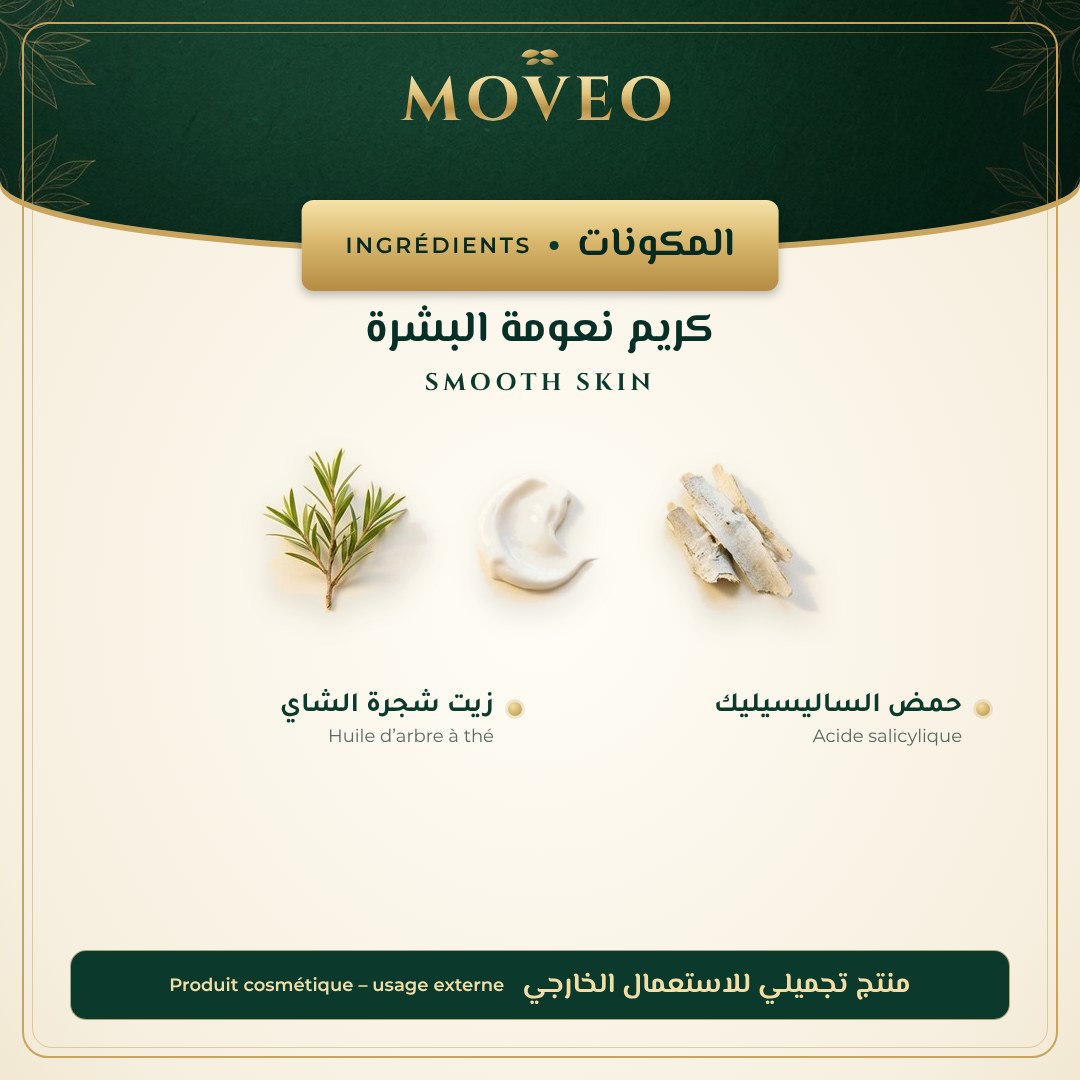 MOVEO
المكونات • INGRÉDIENTS
كريم نعومة البشرة
SMOOTH SKIN
حمض الساليسيليك
Acide salicylique
زيت شجرة الشاي
Huile d’arbre à thé
منتج تجميلي للاستعمال الخارجي Produit cosmétique – usage externe